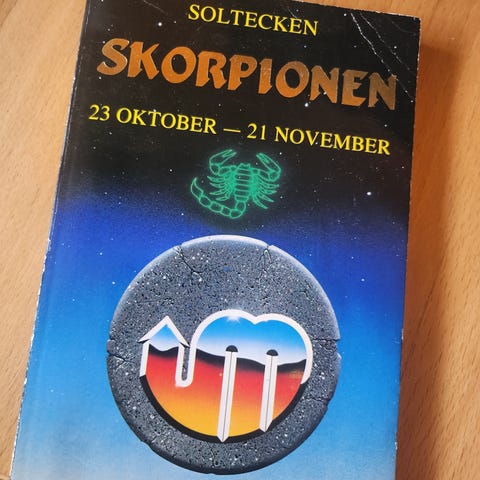 SOLTECKEN
SKORPIONEN
23 OKTOBER — 21 NOVEMBER